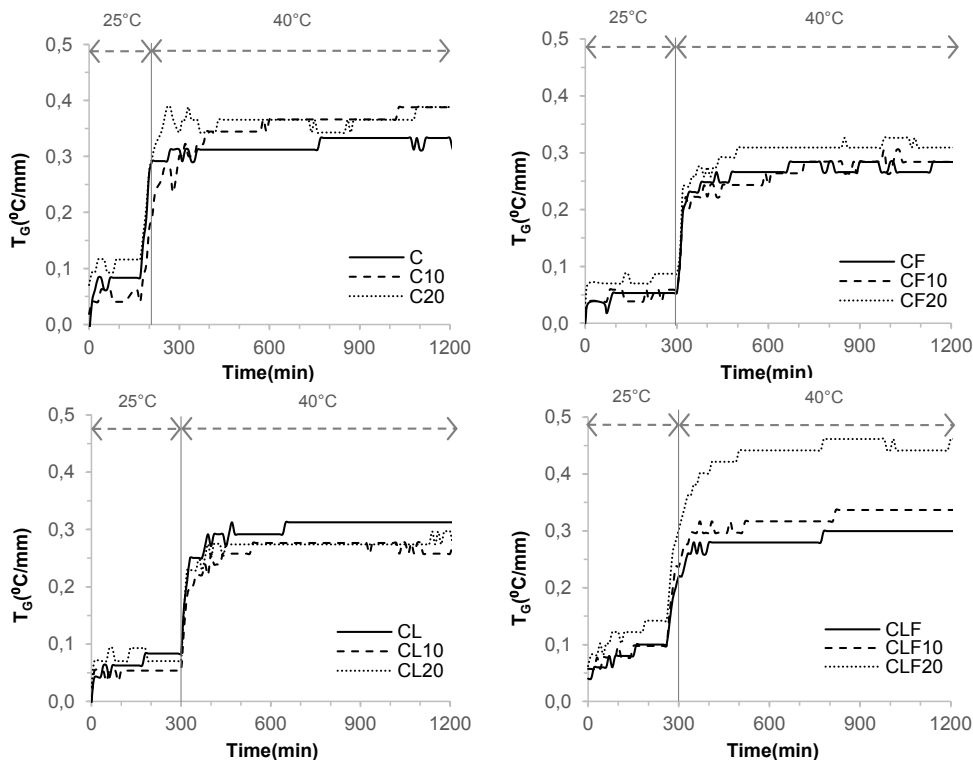 25°C
40°C
0,5
0,4
0,3
0,2
0,1
0,0
T_G(⁰C/mm)
C
C10
C20
0
300
600
900
1200
Time(min)
25°C
40°C
0,5
0,4
0,3
0,2
0,1
0,0
T_G(⁰C/mm)
CF
CF10
CF20
0
300
600
900
1200
Time(min)
25°C
40°C
0,5
0,4
0,3
0,2
0,1
0,0
T_G(⁰C/mm)
CL
CL10
CL20
0
300
600
900
1200
Time(min)
25°C
40°C
0,5
0,4
0,3
0,2
0,1
0,0
T_G(⁰C/mm)
CLF
CLF10
CLF20
0
300
600
900
1200
Time(min)